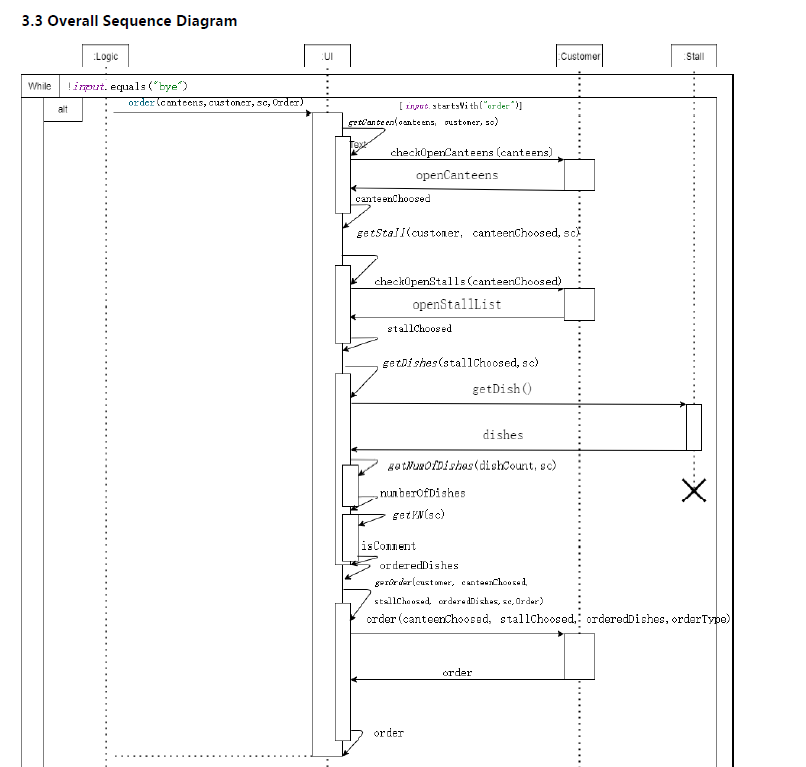 3.3 Overall Sequence Diagram
:Logic
:UI
:Customer
:Stall
While
!input.equals("bye")
alt
order(canteens,customer,sc,Order)
[ input.startsWith("order")]
getCanteen(canteens, customer,sc)
Text
checkOpenCanteens(canteens)
openCanteens
canteenChoosed
getStall(customer, canteenChoosed,sc)
checkOpenStalls(canteenChoosed)
openStallList
stallChoosed
getDishes(stallChoosed,sc)
getDish()
dishes
getNumOfDishes(dishCount,sc)
numberOfDishes
getYN(sc)
isComment
orderedDishes
getOrder(customer, canteenChoosed,
stallChoosed, orderedDishes,sc,Order)
order(canteenChoosed, stallChoosed, orderedDishes,orderType)
order
order